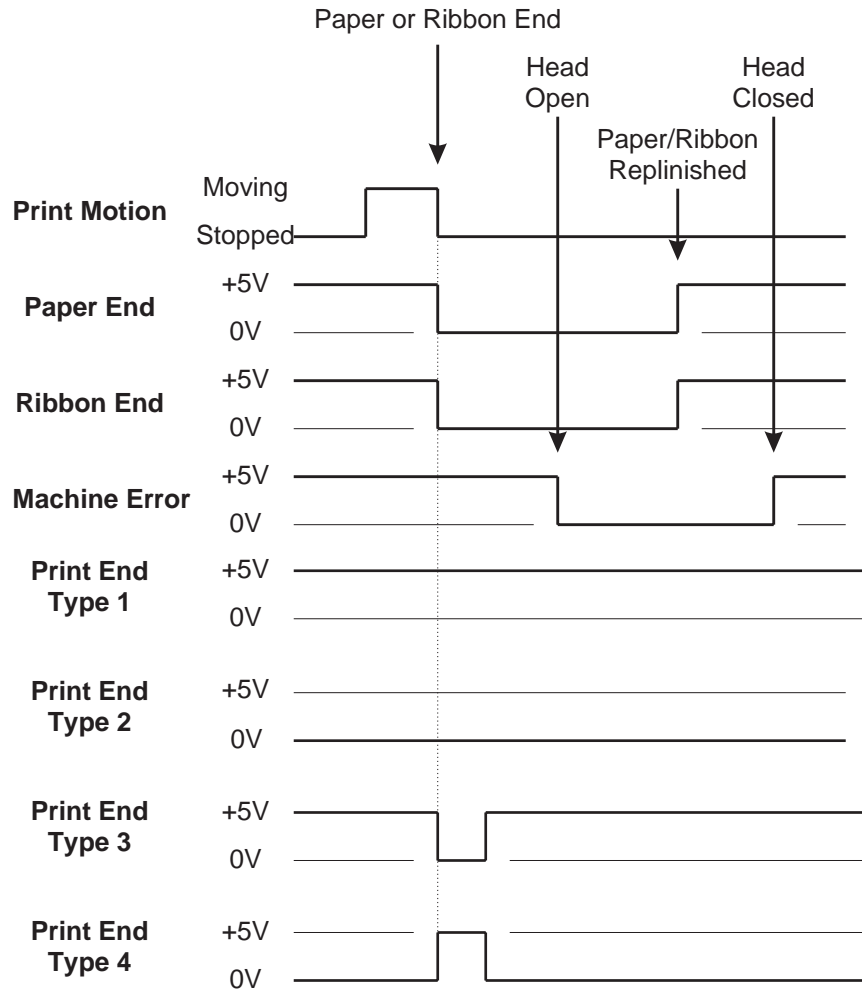 Paper or Ribbon End
Head
Open
Head
Closed
Paper/Ribbon
Replinished
Print Motion
Moving
Stopped
Paper End
+5V
0V
Ribbon End
+5V
0V
Machine Error
+5V
0V
Print End
Type 1
+5V
0V
Print End
Type 2
+5V
0V
Print End
Type 3
+5V
0V
Print End
Type 4
+5V
0V